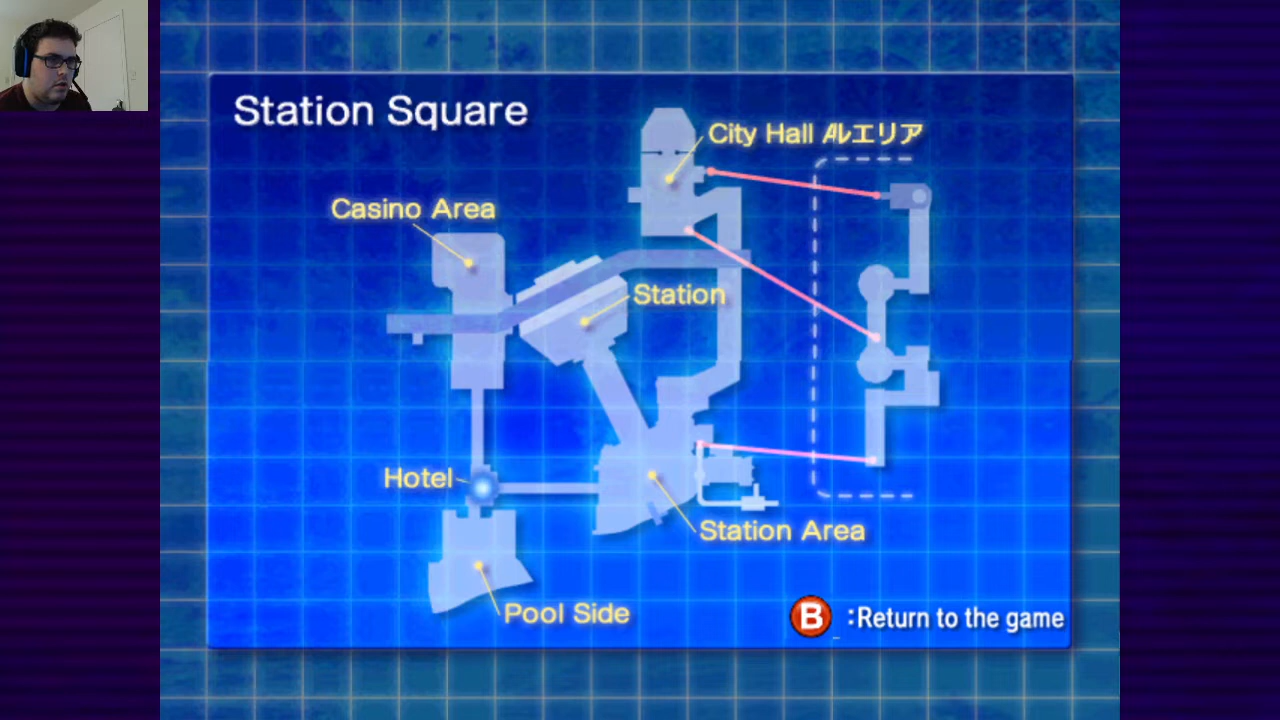 Station Square
City Hall ルエリア
Casino Area
Station
Hotel
Station Area
Pool Side
B :Return to the game